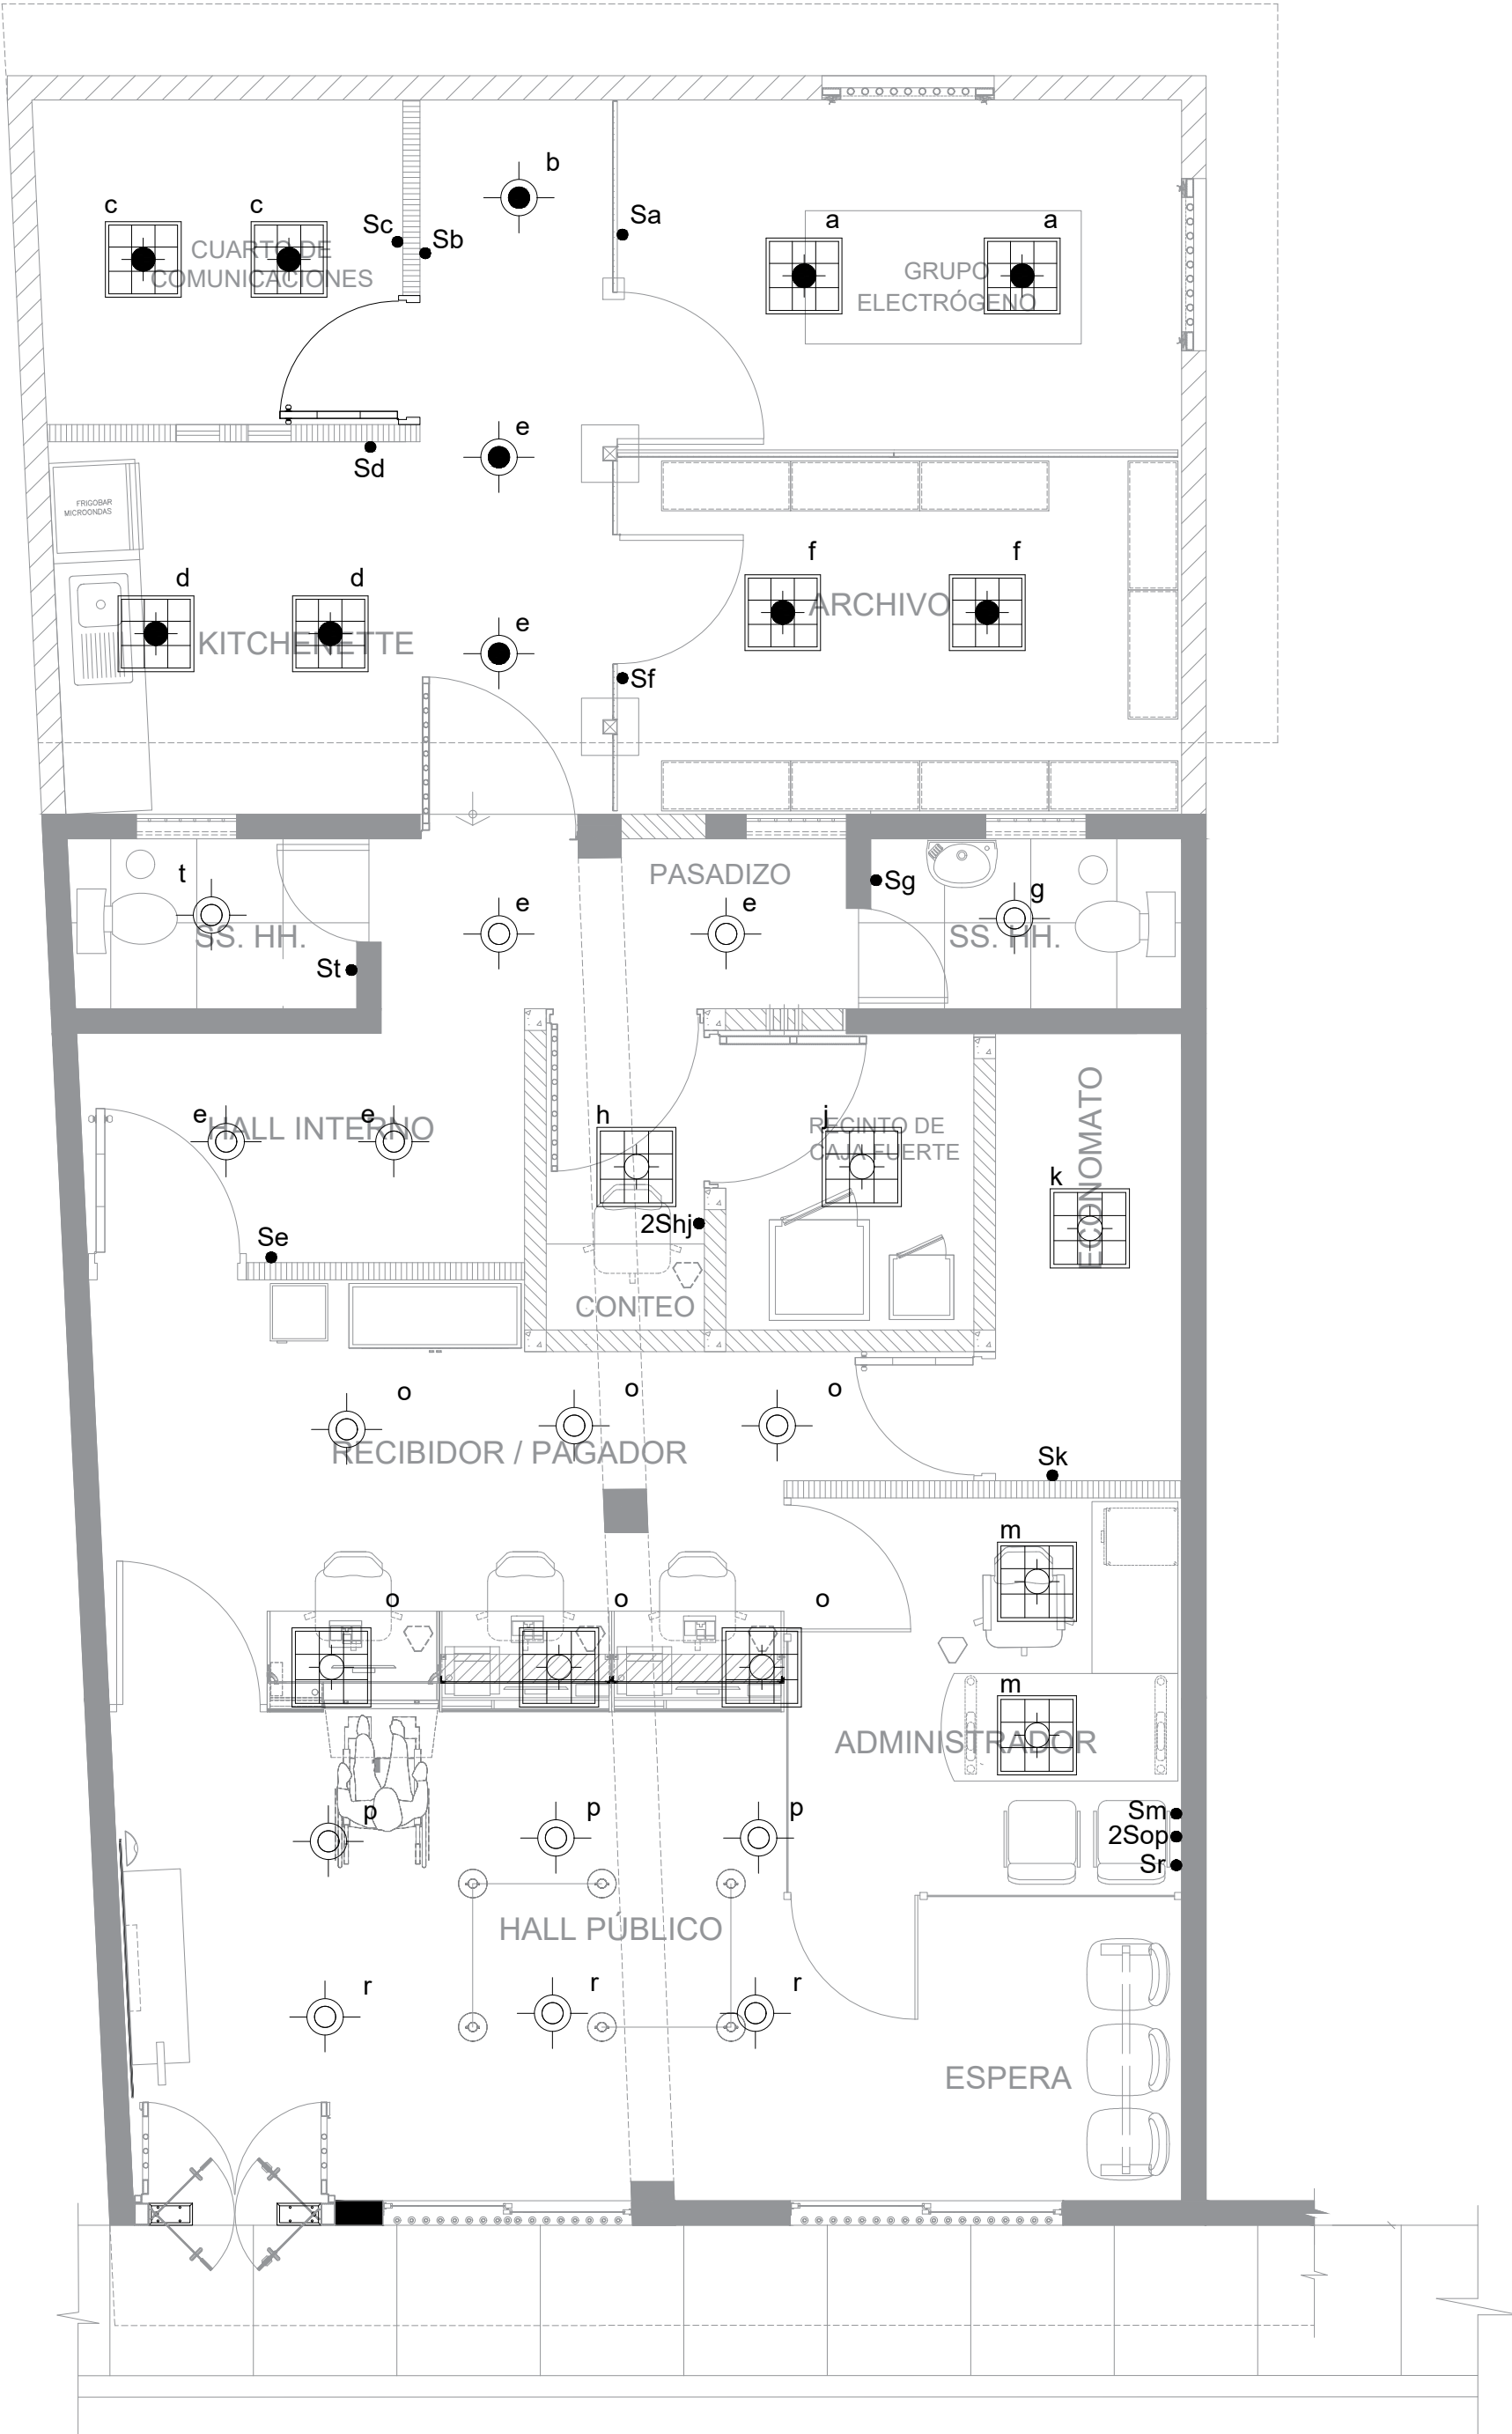 b
c
c
Sc
Sb
Sa
a
a
CUARTO DE
COMUNICACIONES
GRUPO
ELECTRÓGENO
e
Sd
FRIGOBAR
MICROONDAS
d
d
f
f
KITCHENETTE
ARCHIVO
e
Sf
PASADIZO
t
Sg
g
e
e
SS. HH.
SS. HH.
St
e
e
HALL INTERNO
h
j
RECINTO DE
CAJA FUERTE
ECONOMATO
k
2Shj
Se
CONTEO
o
o
o
RECIBIDOR / PAGADOR
Sk
m
o
o
o
m
ADMINISTRADOR
p
p
p
Sm
2Sop
Sr
HALL PÚBLICO
r
r
r
ESPERA